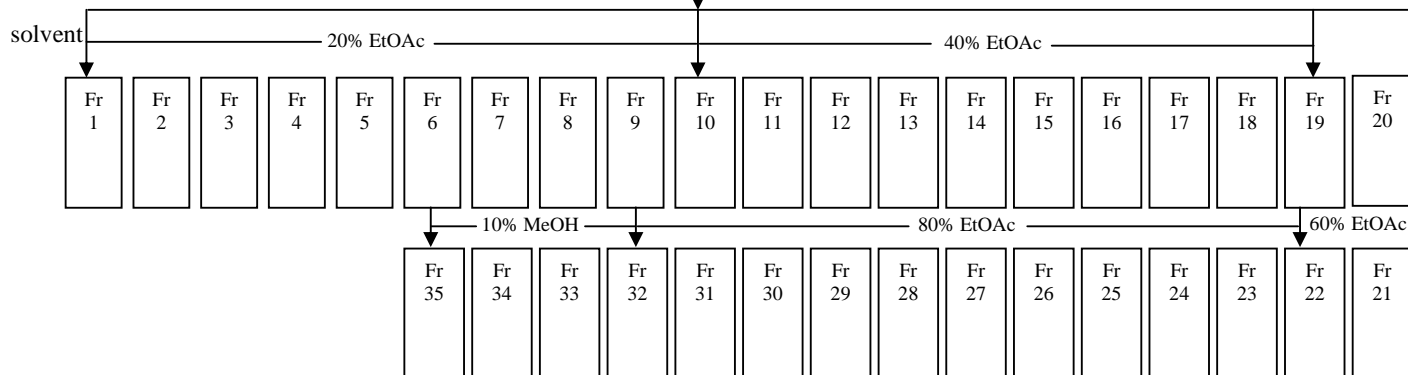 solvent
20% EtOAc
40% EtOAc
Fr
1
Fr
2
Fr
3
Fr
4
Fr
5
Fr
6
Fr
7
Fr
8
Fr
9
Fr
10
Fr
11
Fr
12
Fr
13
Fr
14
Fr
15
Fr
16
Fr
17
Fr
18
Fr
19
Fr
20
10% MeOH
80% EtOAc
60% EtOAc
Fr
35
Fr
34
Fr
33
Fr
32
Fr
31
Fr
30
Fr
29
Fr
28
Fr
27
Fr
26
Fr
25
Fr
24
Fr
23
Fr
22
Fr
21